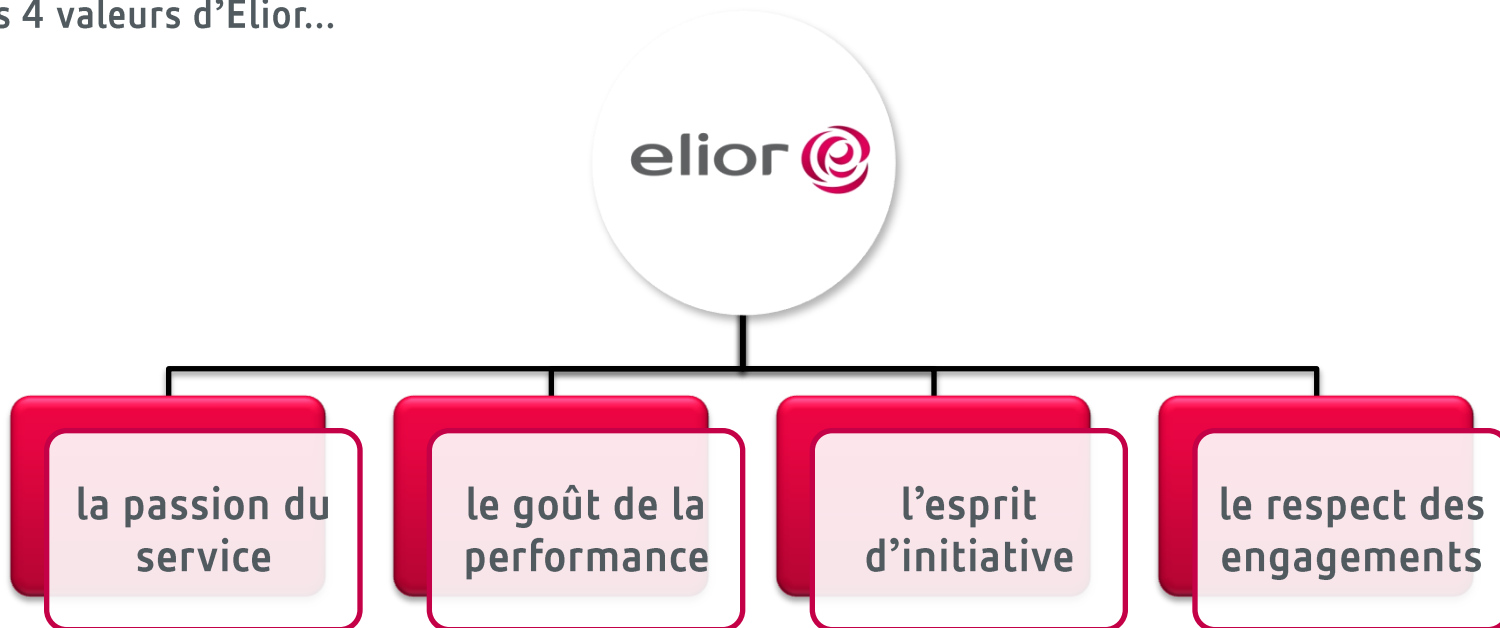 s 4 valeurs d’Elior...
elior
la passion du
service
le goût de la
performance
l’esprit
d’initiative
le respect des
engagements